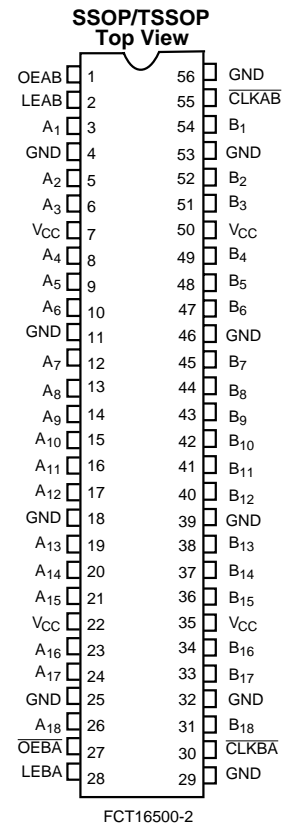 SSOP/TSSOP
Top View
OEAB 1 56 GND
LEAB 2 55 CLKAB
A1 3 54 B1
GND 4 53 GND
A2 5 52 B2
A3 6 51 B3
VCC 7 50 VCC
A4 8 49 B4
A5 9 48 B5
A6 10 47 B6
GND 11 46 GND
A7 12 45 B7
A8 13 44 B8
A9 14 43 B9
A10 15 42 B10
A11 16 41 B11
A12 17 40 B12
GND 18 39 GND
A13 19 38 B13
A14 20 37 B14
A15 21 36 B15
VCC 22 35 VCC
A16 23 34 B16
A17 24 33 B17
GND 25 32 GND
A18 26 31 B18
OEBA 27 30 CLKBA
LEBA 28 29 GND
FCT16500-2